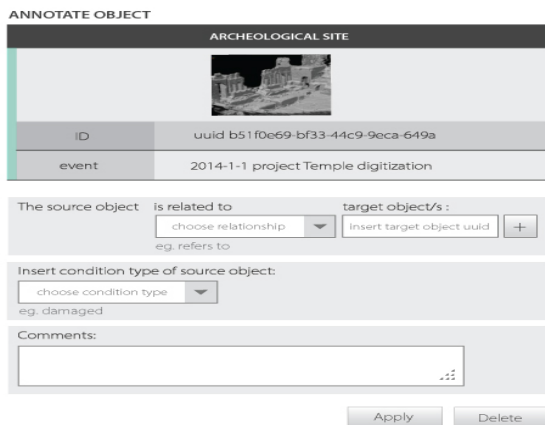 ANNOTATE OBJECT
ARCHEOLOGICAL SITE
ID uuid b51f0e69-bf33-44c9-9eca-649a
event 2014-1-1 project Temple digitization
The source object is related to target object/s :
choose relationship insert target object uuid +
eg. refers to
Insert condition type of source object:
choose condition type
eg. damaged
Comments:
Apply Delete